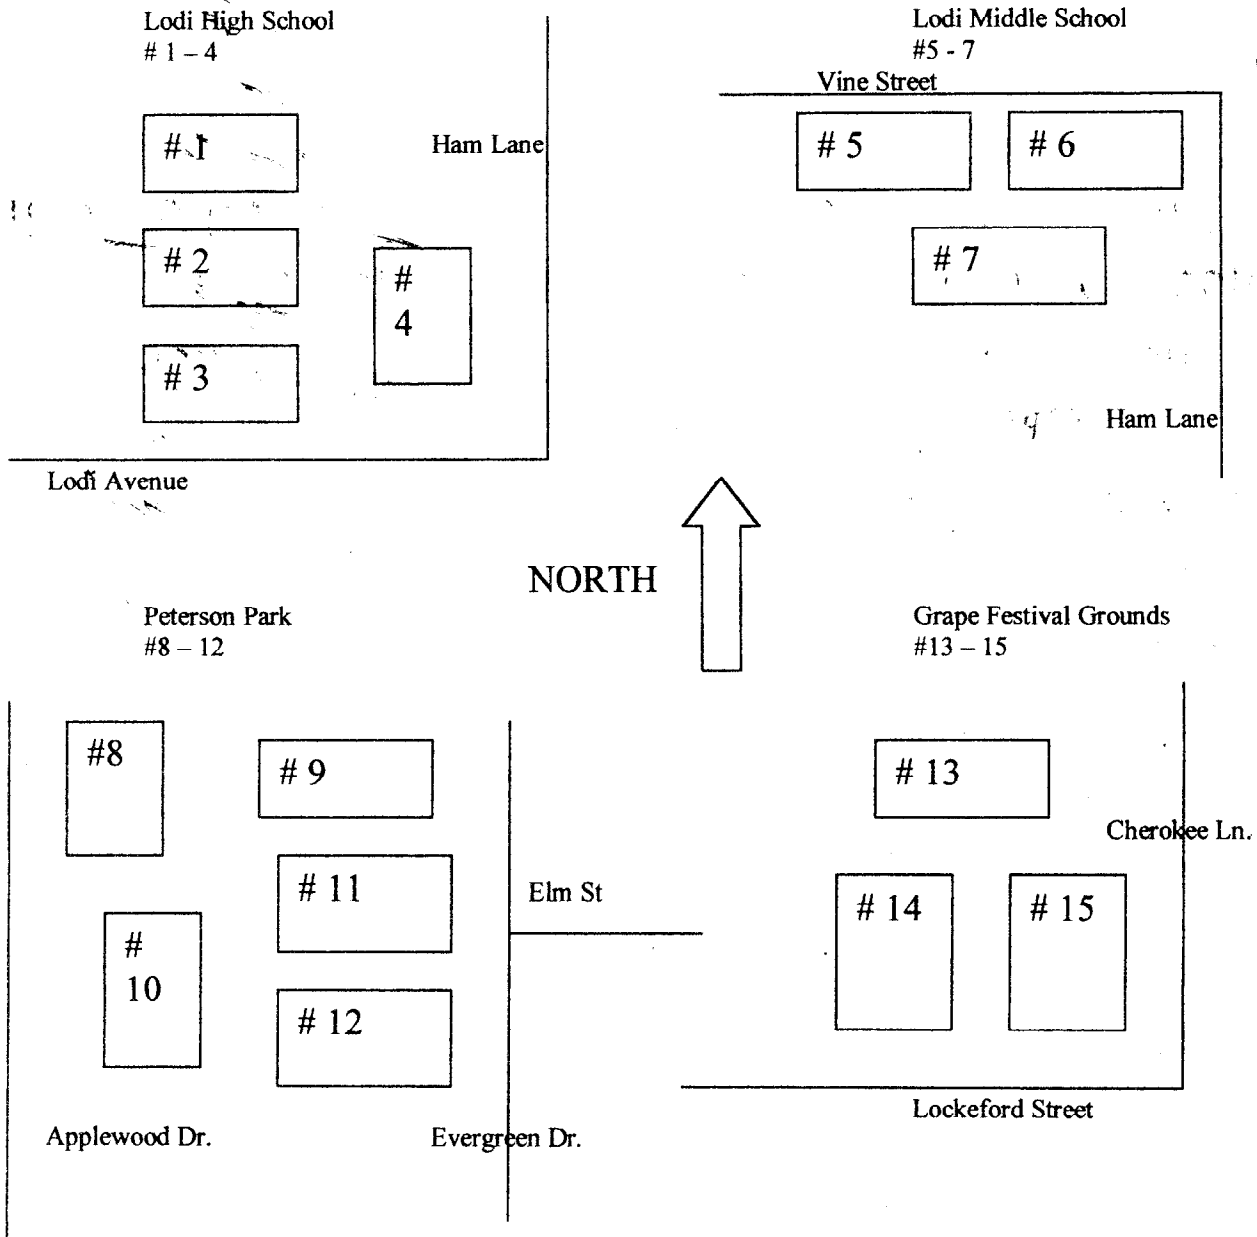 Lodi High School
# 1 – 4
Ham Lane
# 1
# 2
# 3
#
4
Lodi Avenue
Lodi Middle School
#5 - 7
Vine Street
# 5
# 6
# 7
Ham Lane
NORTH
Peterson Park
#8 – 12
#8
# 9
#
10
# 11
# 12
Elm St
Applewood Dr.
Evergreen Dr.
Grape Festival Grounds
#13 – 15
# 13
Cherokee Ln.
# 14
# 15
Lockeford Street